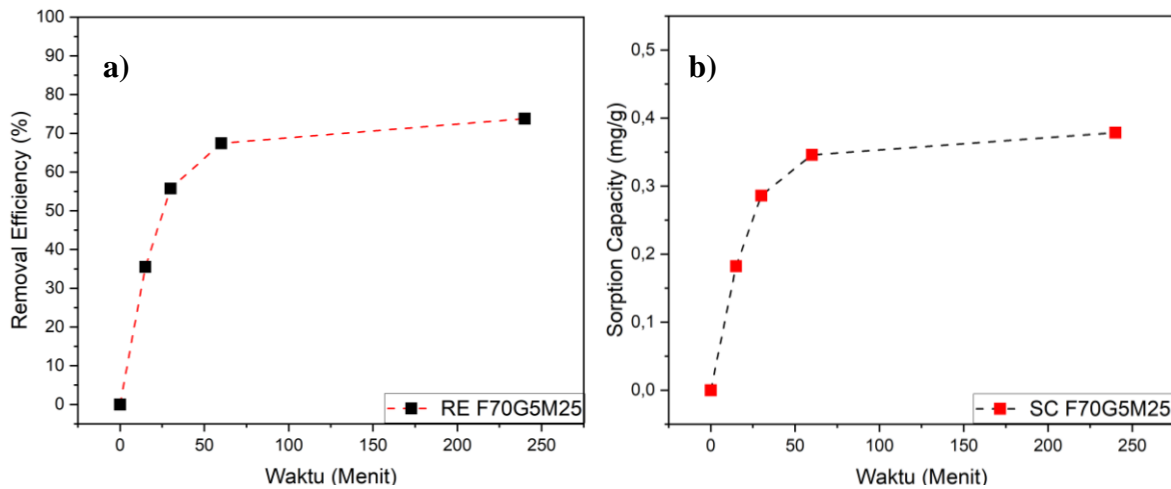 a)
Removal Efficiency (%)
100
90
80
70
60
50
40
30
20
10
0
0 50 100 150 200 250
Waktu (Menit)
RE F70G5M25
b)
Sorption Capacity (mg/g)
0,5
0,4
0,3
0,2
0,1
0,0
0 50 100 150 200 250
Waktu (Menit)
SC F70G5M25